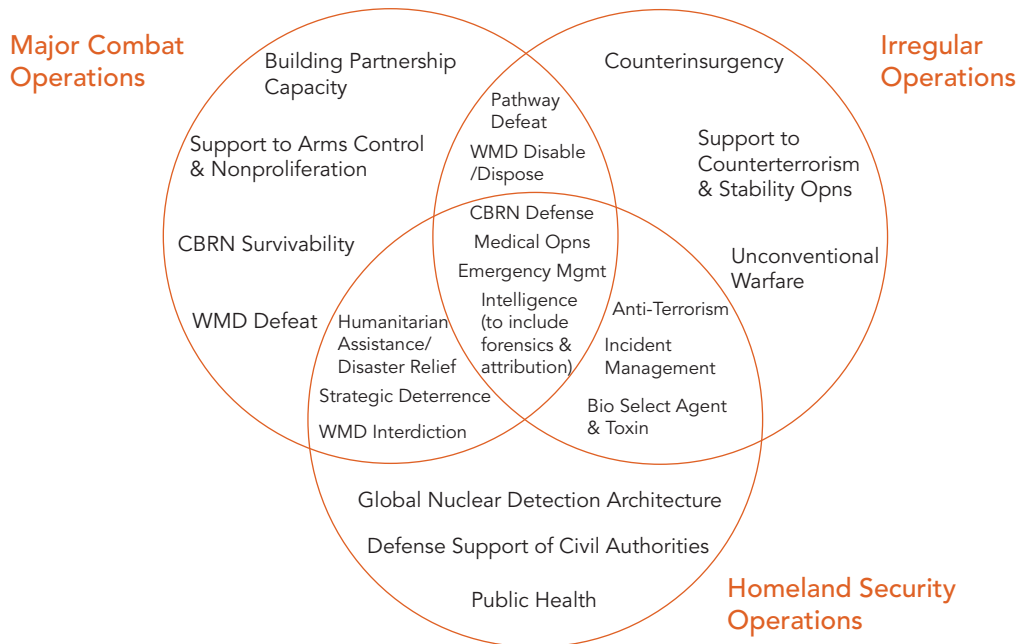 Major Combat
Operations
Irregular
Operations
Building Partnership
Capacity
Counterinsurgency
Pathway
Defeat
Support to Arms Control
& Nonproliferation
WMD Disable
/Dispose
Support to
Counterterrorism
& Stability Opns
CBRN Defense
CBRN Survivability
Medical Opns
Unconventional
Warfare
Emergency Mgmt
WMD Defeat
Humanitarian
Assistance/
Disaster Relief
Intelligence
(to include
forensics &
attribution)
Anti-Terrorism
Incident
Management
Strategic Deterrence
Bio Select Agent
& Toxin
WMD Interdiction
Global Nuclear Detection Architecture
Defense Support of Civil Authorities
Public Health
Homeland Security
Operations